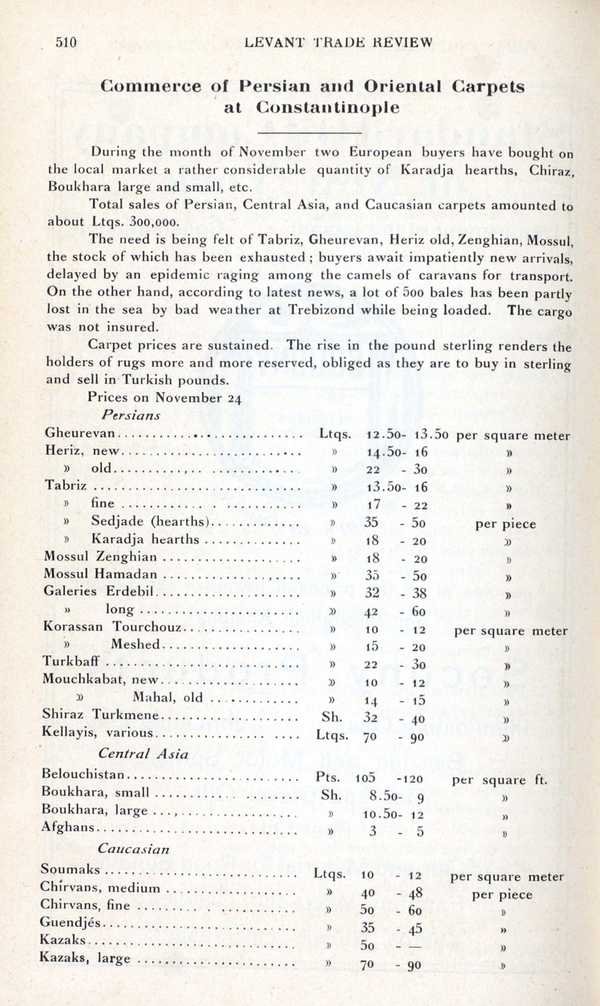 510 LEVANT TRADE REVIEW
Commerce of Persian and Oriental Carpets
at Constantinople
During the month of November two European buyers have bought on
the local market a rather considerable quantity of Karadja hearths, Chiraz,
Boukhara large and small, etc.
Total sales of Persian, Central Asia, and Caucasian carpets amounted to
about Ltqs. 300,000.
The need is being felt of Tabriz, Gheurevan, Heriz old, Zenghian, Mossul,
the stock of which has been exhausted ; buyers await impatiently new arrivals,
delayed by an epidemic raging among the camels of caravans for transport.
On the other hand, according to latest news, a lot of 500 bales has been partly
lost in the sea by bad weather at Trebizond while being loaded. The cargo
was not insured.
Carpet prices are sustained. The rise in the pound sterling renders the
holders of rugs more and more reserved, obliged as they are to buy in sterling
and sell in Turkish pounds.
Prices on November 24
Persians
Gheurevan........................... Ltqs. 12.50- 13.50 per square meter
Heriz, new........................... » 14.50- 16 »
» old........................... » 22 - 30 »
Tabriz ........................... » 13.50- 16 »
» fine ........................... » 17 - 22 »
» Sedjade (hearths)............. » 35 - 50 per piece
» Karadja hearths .............. » 18 - 20 »
Mossul Zenghian .................... » 18 - 20 »
Mossul Hamadan .................... » 35 - 50 »
Galeries Erdebil...................... » 32 - 38 »
» long ........................ » 42 - 60 »
Korassan Tourchouz................. » 10 - 12 per square meter
» Meshed.................... » 15 - 20 »
Turkbaff ............................ » 22 - 30 »
Mouchkabat, new.................... » 10 - 12 »
» Mahal, old ............. » 14 - 15 »
Shiraz Turkmene.................... Sh. 32 - 40 »
Kellayis, various..................... Ltqs. 70 - 90 »
Central Asia
Belouchistan......................... Pts. 105 -120 per square ft.
Boukhara, small ..................... Sh. 8.50- 9 »
Boukhara, large ..................... » 10.50- 12 »
Afghans............................. » 3 - 5 »
Caucasian
Soumaks ............................ Ltqs. 10 - 12 per square meter
Chirvans, medium ................... » 40 - 48 per piece
Chirvans, fine ....................... » 50 - 60 »
Guendjés............................ » 35 - 45 »
Kazaks.............................. » 50 - — »
Kazaks, large ....................... » 70 - 90 »